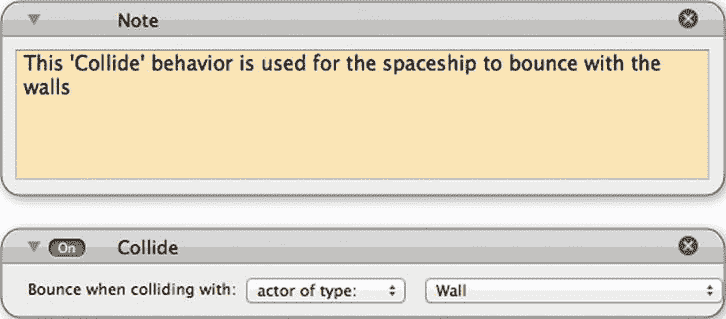 Note
This 'Collide' behavior is used for the spaceship to bounce with the
walls
On Collide
Bounce when colliding with: actor of type: Wall